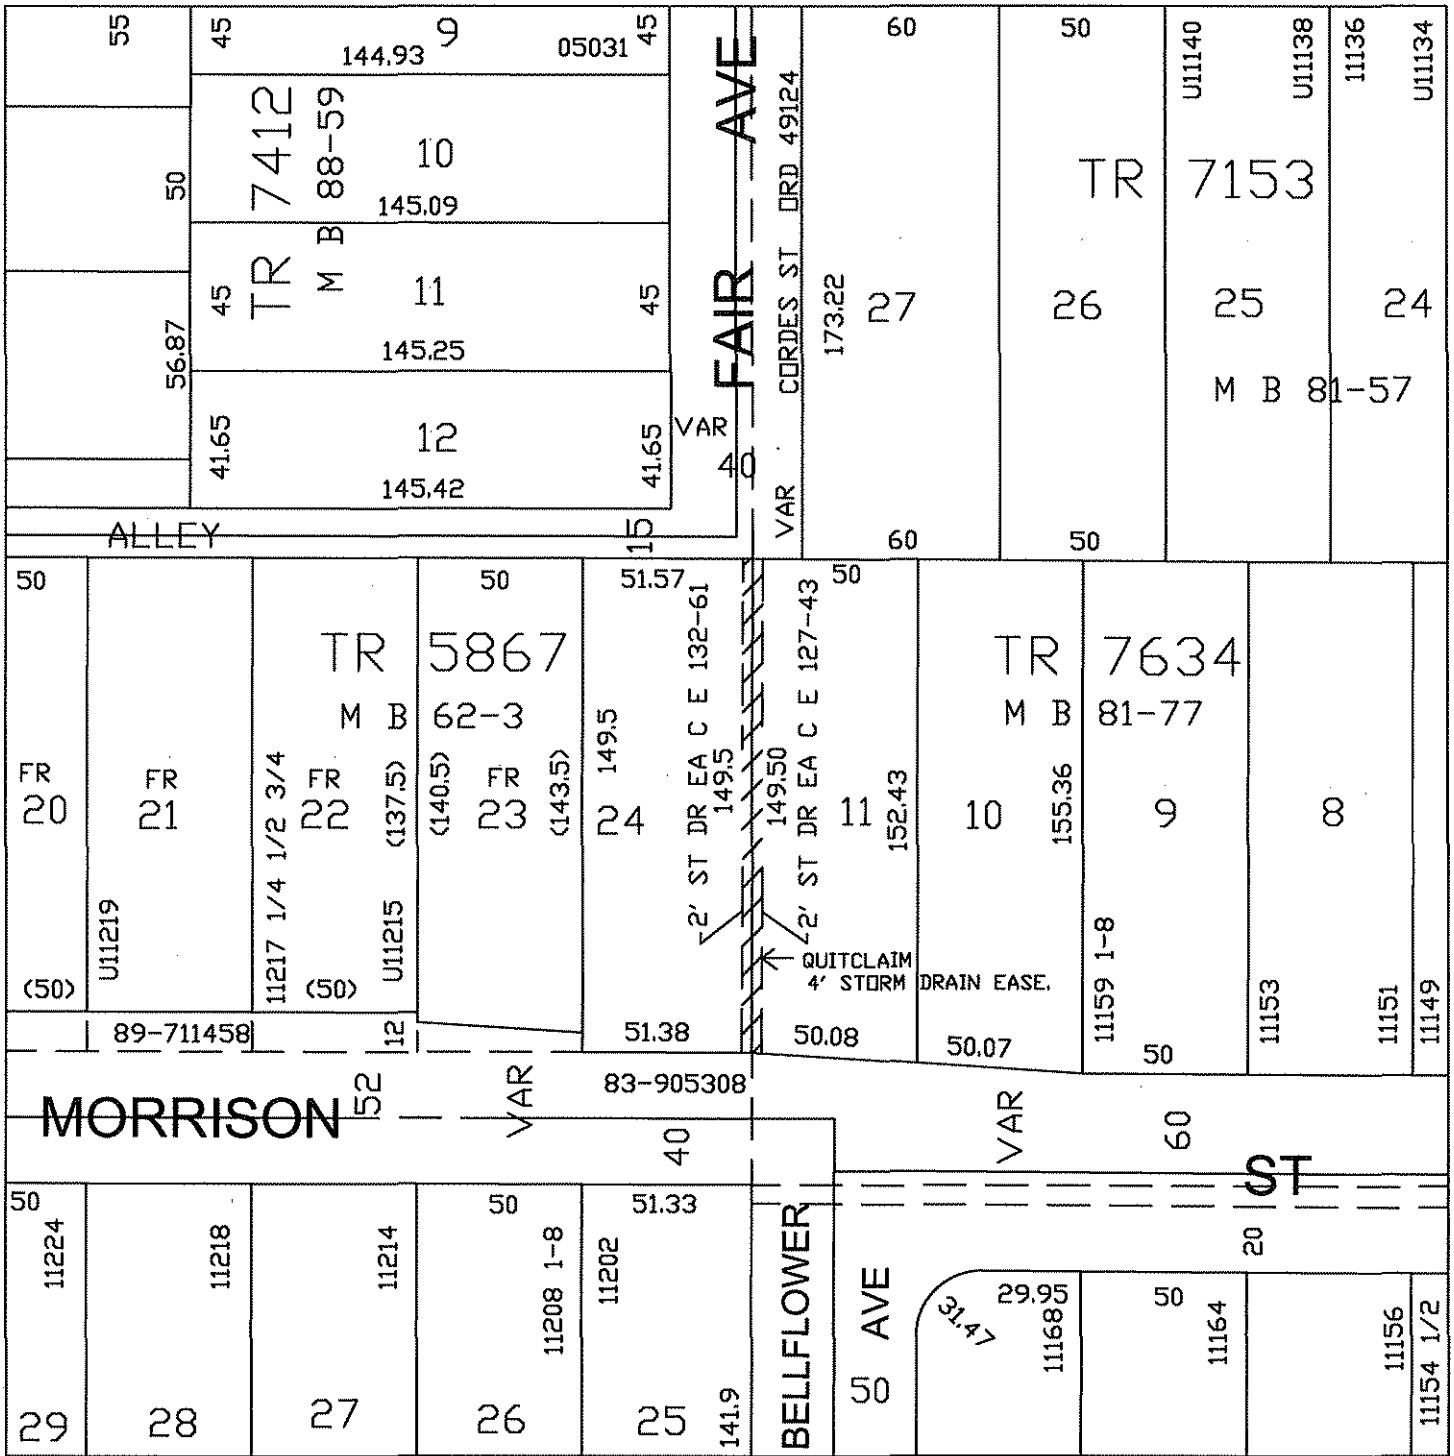 55
45
9
144.93
05031
45
60
50
U11140
U11138
11136
U11134
TR 7412
M B 88-59
10
145.09
50
FAIR AVE
CORDES ST ORD 49124
TR 7153
45
11
45
145.25
56.87
173.22
27
26
25
24
M B 81-57
41.65
12
41.65
145.42
VAR
40
VAR
ALLEY
15
60
50
50
50
51.57
50
TR 5867
M B 62-3
TR 7634
M B 81-77
2' ST DR EA C E 132-61
149.5
149.5
149.50
2' ST DR EA C E 127-43
FR
20
FR
21
FR
22
(137.5)
(140.5)
FR
23
(143.5)
24
11
152.43
10
155.36
9
8
U11219
11217 1/4 1/2 3/4
U11215
(50)
(50)
QUITCLAIM
4' STORM DRAIN EASE.
11159 1-8
11153
11151
11149
89-711458
12
51.38
50.08
50.07
50
MORRISON
52
VAR
83-905308
40
VAR
60
ST
50
50
51.33
20
11224
11218
11214
11208 1-8
11202
BELLFLOWER
AVE
50
31.47
29.95
50
11168
11164
11156
11154 1/2
29
28
27
26
25
141.9